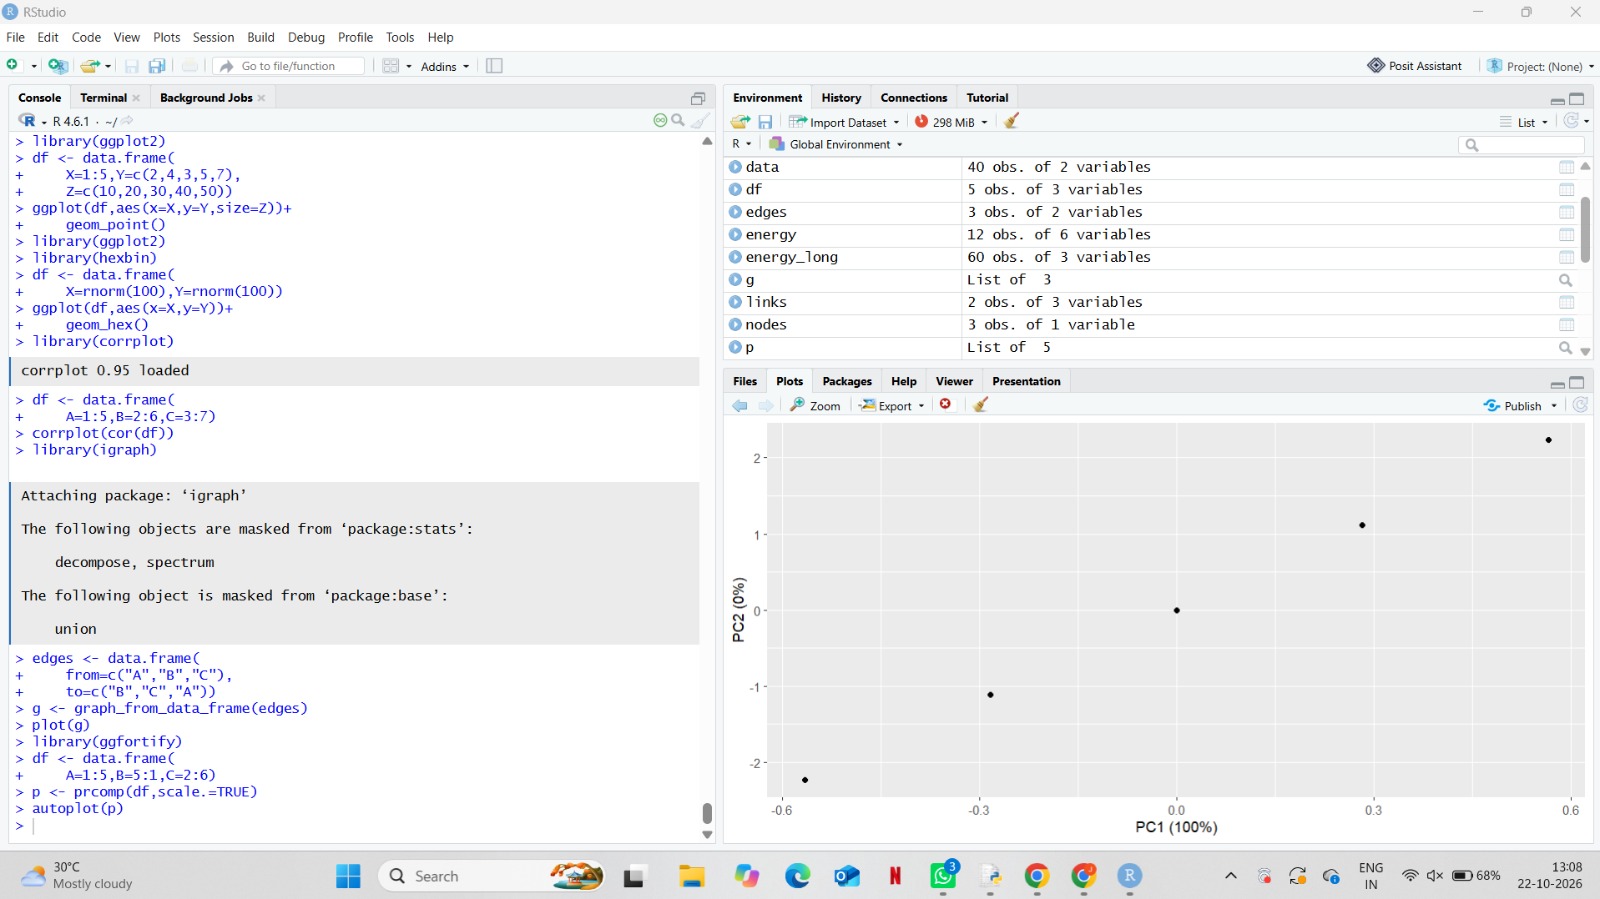 RStudio
File Edit Code View Plots Session Build Debug Profile Tools Help
Go to file/function Addins Posit Assistant Project: (None)
Console Terminal Background Jobs
R 4.6.1 · ~/
> library(ggplot2)
> df <- data.frame(
+     X=1:5,Y=c(2,4,3,5,7),
+     Z=c(10,20,30,40,50))
> ggplot(df,aes(x=X,y=Y,size=Z))+
+     geom_point()
> library(ggplot2)
> library(hexbin)
> df <- data.frame(
+     X=rnorm(100),Y=rnorm(100))
> ggplot(df,aes(x=X,y=Y))+
+     geom_hex()
> library(corrplot)
corrplot 0.95 loaded
> df <- data.frame(
+     A=1:5,B=2:6,C=3:7)
> corrplot(cor(df))
> library(igraph)
Attaching package: ‘igraph’
The following objects are masked from ‘package:stats’:
decompose, spectrum
The following object is masked from ‘package:base’:
union
> edges <- data.frame(
+     from=c("A","B","C"),
+     to=c("B","C","A"))
> g <- graph_from_data_frame(edges)
> plot(g)
> library(ggfortify)
> df <- data.frame(
+     A=1:5,B=5:1,C=2:6)
> p <- prcomp(df,scale.=TRUE)
> autoplot(p)
>
Environment History Connections Tutorial
Import Dataset 298 MiB List
R Global Environment
data 40 obs. of 2 variables
df 5 obs. of 3 variables
edges 3 obs. of 2 variables
energy 12 obs. of 6 variables
energy_long 60 obs. of 3 variables
g List of 3
links 2 obs. of 3 variables
nodes 3 obs. of 1 variable
p List of 5
Files Plots Packages Help Viewer Presentation
Zoom Export Publish
2
1
0
-1
-2
PC2 (0%)
-0.6 -0.3 0.0 0.3 0.6
PC1 (100%)
30°C
Mostly cloudy
Search
3
ENG
IN
68%
13:08
22-10-2026